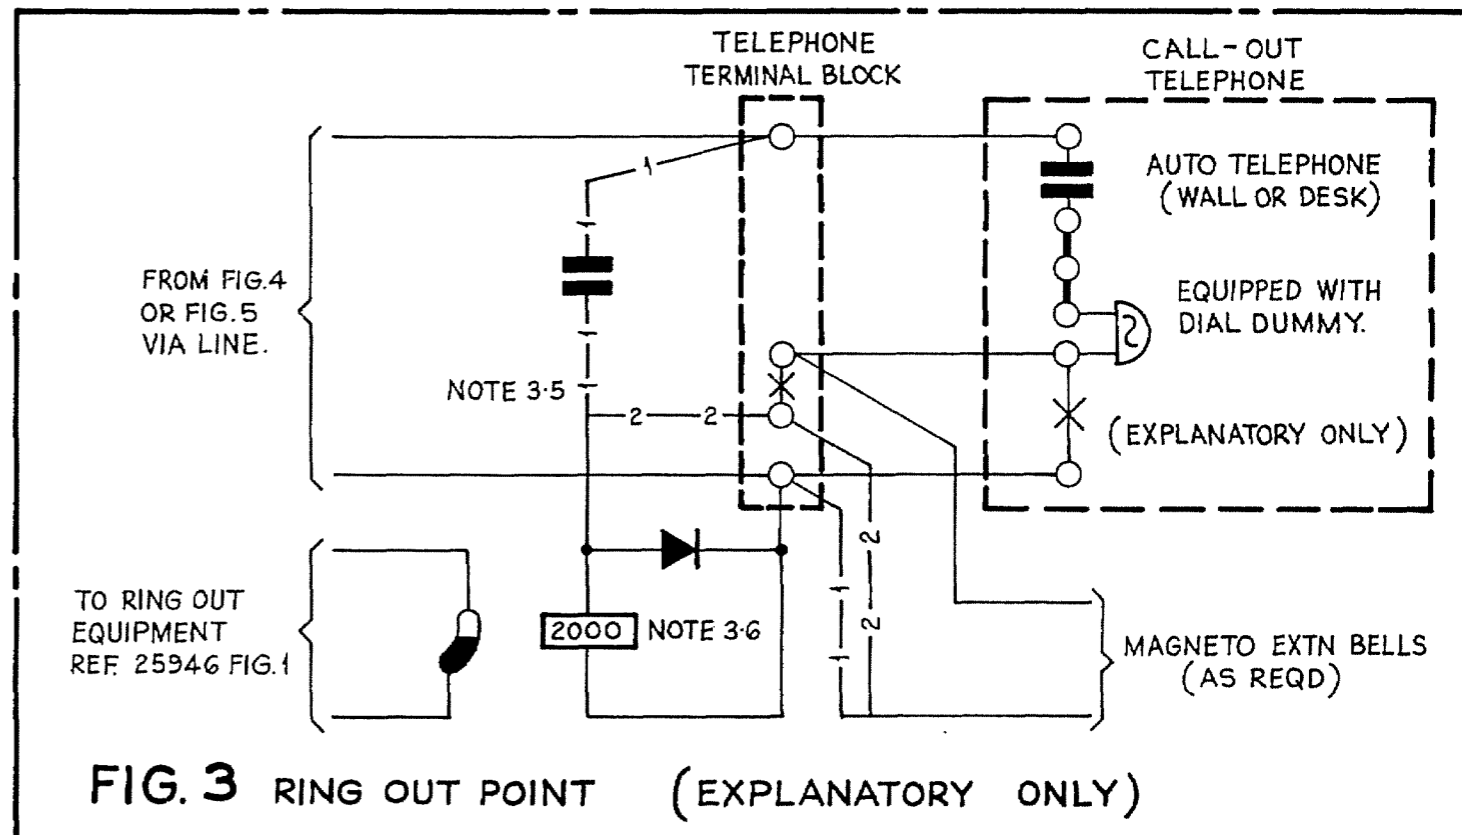 TELEPHONE
TERMINAL BLOCK
CALL-OUT
TELEPHONE
1
AUTO TELEPHONE
(WALL OR DESK)
1
FROM FIG.4
OR FIG.5
VIA LINE.
EQUIPPED WITH
DIAL DUMMY.
1
NOTE 3·5
1
2 2
(EXPLANATORY ONLY)
2
1
TO RING OUT
EQUIPMENT
REF. 25946 FIG.1
2000 NOTE 3·6
2
1
MAGNETO EXTN BELLS
(AS REQD)
FIG. 3 RING OUT POINT (EXPLANATORY ONLY)